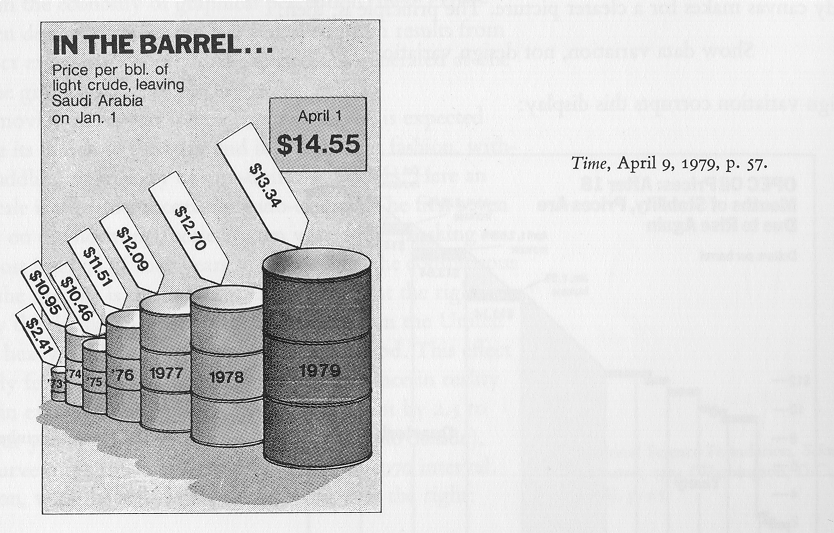 IN THE BARREL...
Price per bbl. of
light crude, leaving
Saudi Arabia
on Jan. 1
April 1
$14.55
$13.34
$12.70
$12.09
$11.51
$10.46
$10.95
$2.41
'73
'74
'75
'76
1977
1978
1979
Time, April 9, 1979, p. 57.